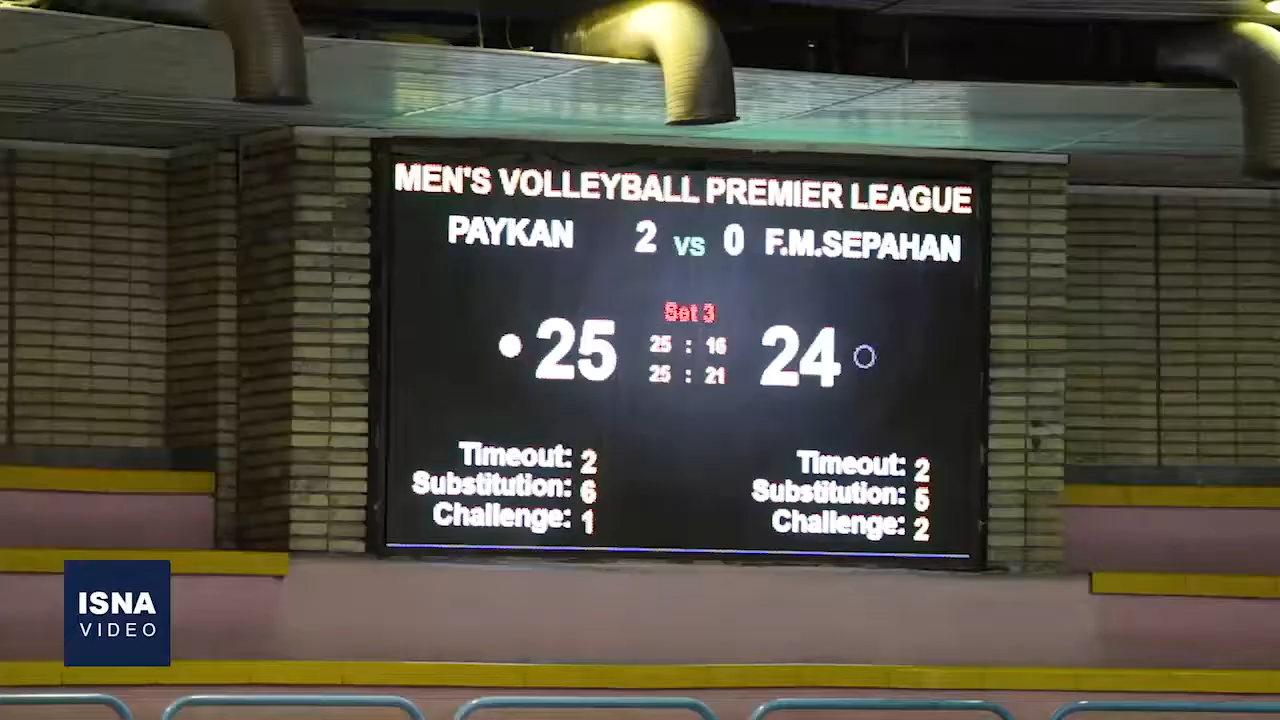 MEN'S VOLLEYBALL PREMIER LEAGUE
PAYKAN 2 VS 0 F.M.SEPAHAN
Set 3
25 25 : 16 24
25 : 21
Timeout: 2 Timeout: 2
Substitution: 6 Substitution: 5
Challenge: 1 Challenge: 2
ISNA
VIDEO